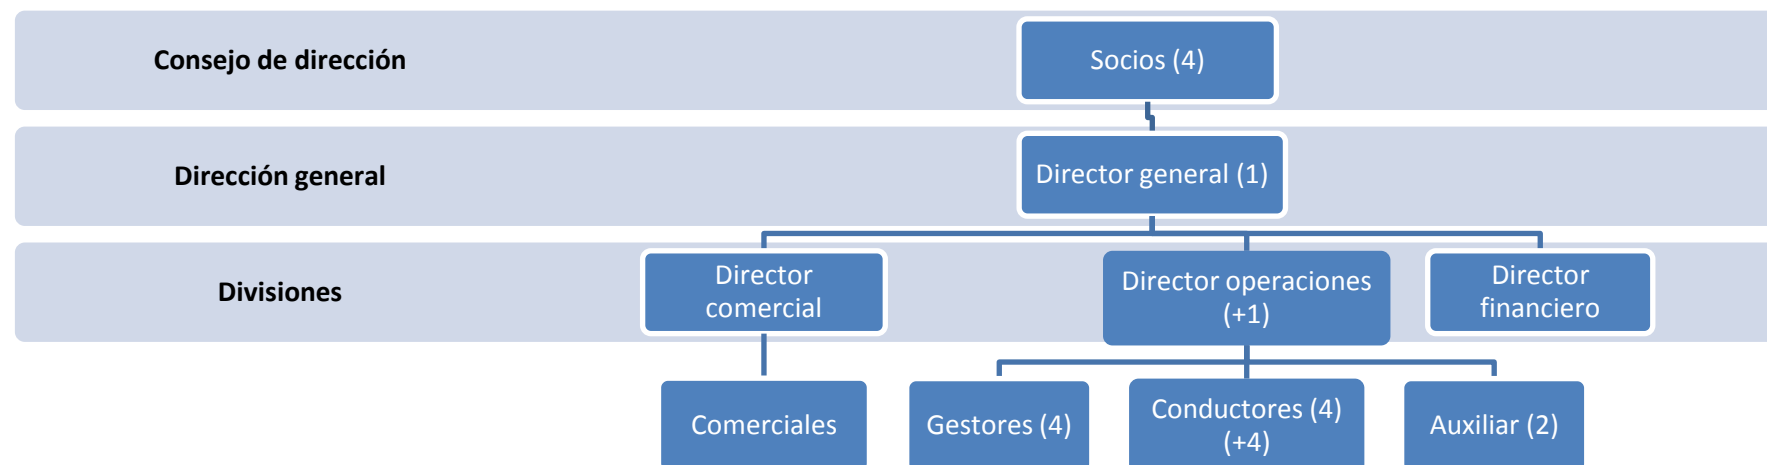 Consejo de dirección
Socios (4)
Dirección general
Director general (1)
Divisiones
Director
comercial
Director operaciones
(+1)
Director
financiero
Comerciales
Gestores (4)
Conductores (4)
(+4)
Auxiliar (2)